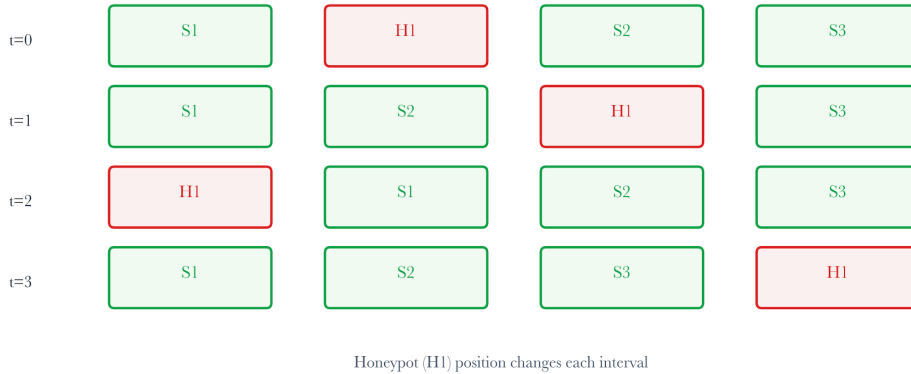 t=0 S1 H1 S2 S3
t=1 S1 S2 H1 S3
t=2 H1 S1 S2 S3
t=3 S1 S2 S3 H1
Honeypot (H1) position changes each interval